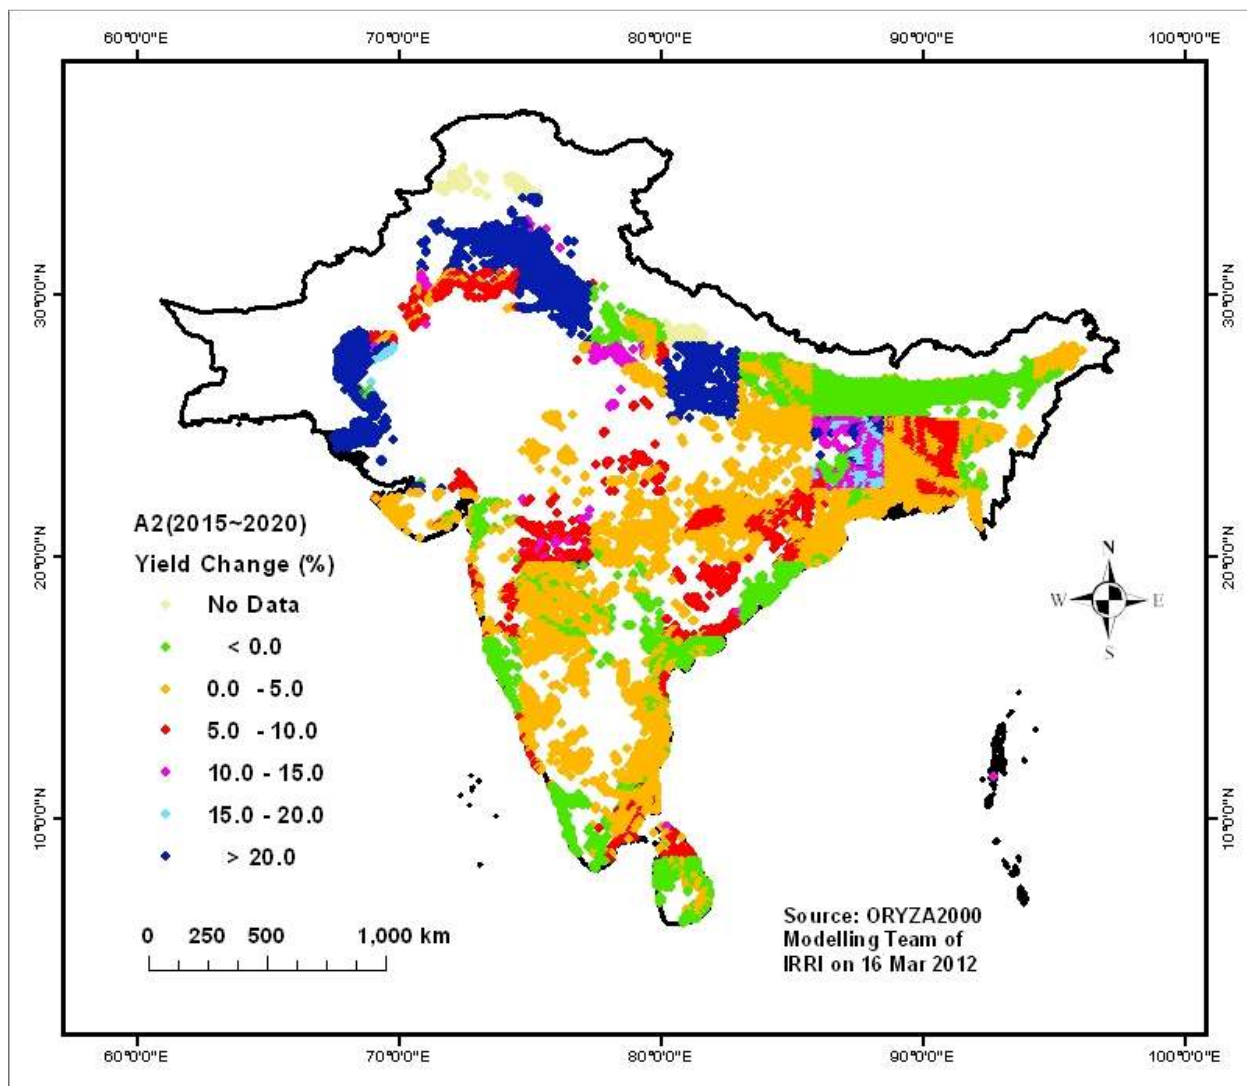 60°0'0"E 70°0'0"E 80°0'0"E 90°0'0"E 100°0'0"E
30°0'0"N 30°0'0"N
20°0'0"N 20°0'0"N
10°0'0"N 10°0'0"N
A2(2015~2020)
Yield Change (%)
No Data
< 0.0
0.0 - 5.0
5.0 - 10.0
10.0 - 15.0
15.0 - 20.0
> 20.0
N
W E
S
0 250 500 1,000 km
Source: ORYZA2000
Modelling Team of
IRRI on 16 Mar 2012
60°0'0"E 70°0'0"E 80°0'0"E 90°0'0"E 100°0'0"E